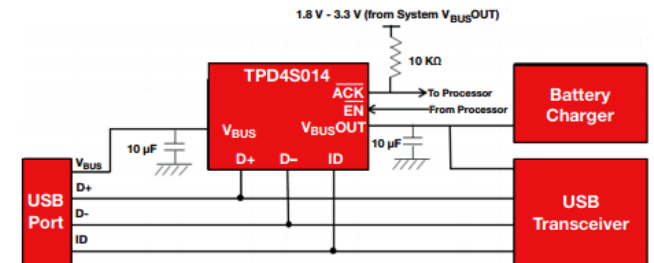 1.8 V - 3.3 V (from System VBUSOUT)
10 KΩ
TPD4S014
ACK
To Processor
EN
From Processor
Battery
Charger
VBUS
VBUSOUT
10 µF
10 µF
D+
D–
ID
VBUS
D+
USB
Port
D-
ID
USB
Transceiver